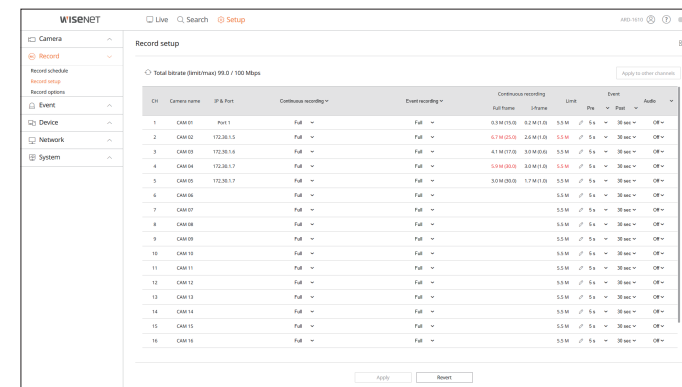 WISENET Live Search Setup ARD-1610
Camera
Record
Record schedule
Record setup
Record options
Event
Device
Network
System
Record setup
Total bitrate (limit/max) 99.0 / 100 Mbps Apply to other channels
CH Camera name IP & Port Continuous recording Event recording Continuous recording Limit Event Audio
Full frame I-frame Pre Post
1 CAM 01 Port 1 Full Full 0.3 M (15.0) 0.2 M (1.0) 5.5 M 5 s 30 sec Off
2 CAM 02 172.30.1.5 Full Full 6.7 M (25.0) 2.6 M (1.0) 5.5 M 5 s 30 sec Off
3 CAM 03 172.30.1.6 Full Full 4.1 M (17.0) 3.0 M (0.6) 5.5 M 5 s 30 sec Off
4 CAM 04 172.30.1.7 Full Full 5.9 M (30.0) 3.0 M (1.0) 5.5 M 5 s 30 sec Off
5 CAM 05 172.30.1.7 Full Full 3.0 M (30.0) 1.7 M (1.0) 5.5 M 5 s 30 sec Off
6 CAM 06 Full Full 5.5 M 5 s 30 sec Off
7 CAM 07 Full Full 5.5 M 5 s 30 sec Off
8 CAM 08 Full Full 5.5 M 5 s 30 sec Off
9 CAM 09 Full Full 5.5 M 5 s 30 sec Off
10 CAM 10 Full Full 5.5 M 5 s 30 sec Off
11 CAM 11 Full Full 5.5 M 5 s 30 sec Off
12 CAM 12 Full Full 5.5 M 5 s 30 sec Off
13 CAM 13 Full Full 5.5 M 5 s 30 sec Off
14 CAM 14 Full Full 5.5 M 5 s 30 sec Off
15 CAM 15 Full Full 5.5 M 5 s 30 sec Off
16 CAM 16 Full Full 5.5 M 5 s 30 sec Off
Apply Revert